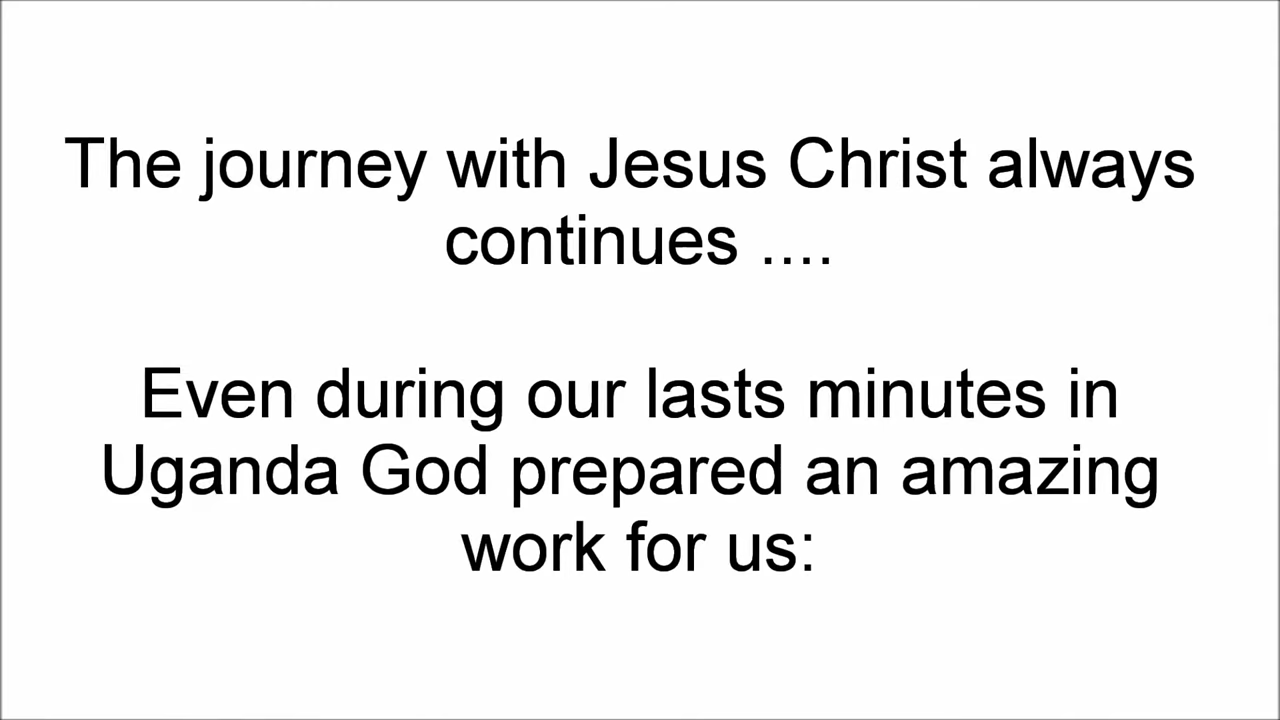 The journey with Jesus Christ always
continues ....
Even during our lasts minutes in
Uganda God prepared an amazing
work for us: